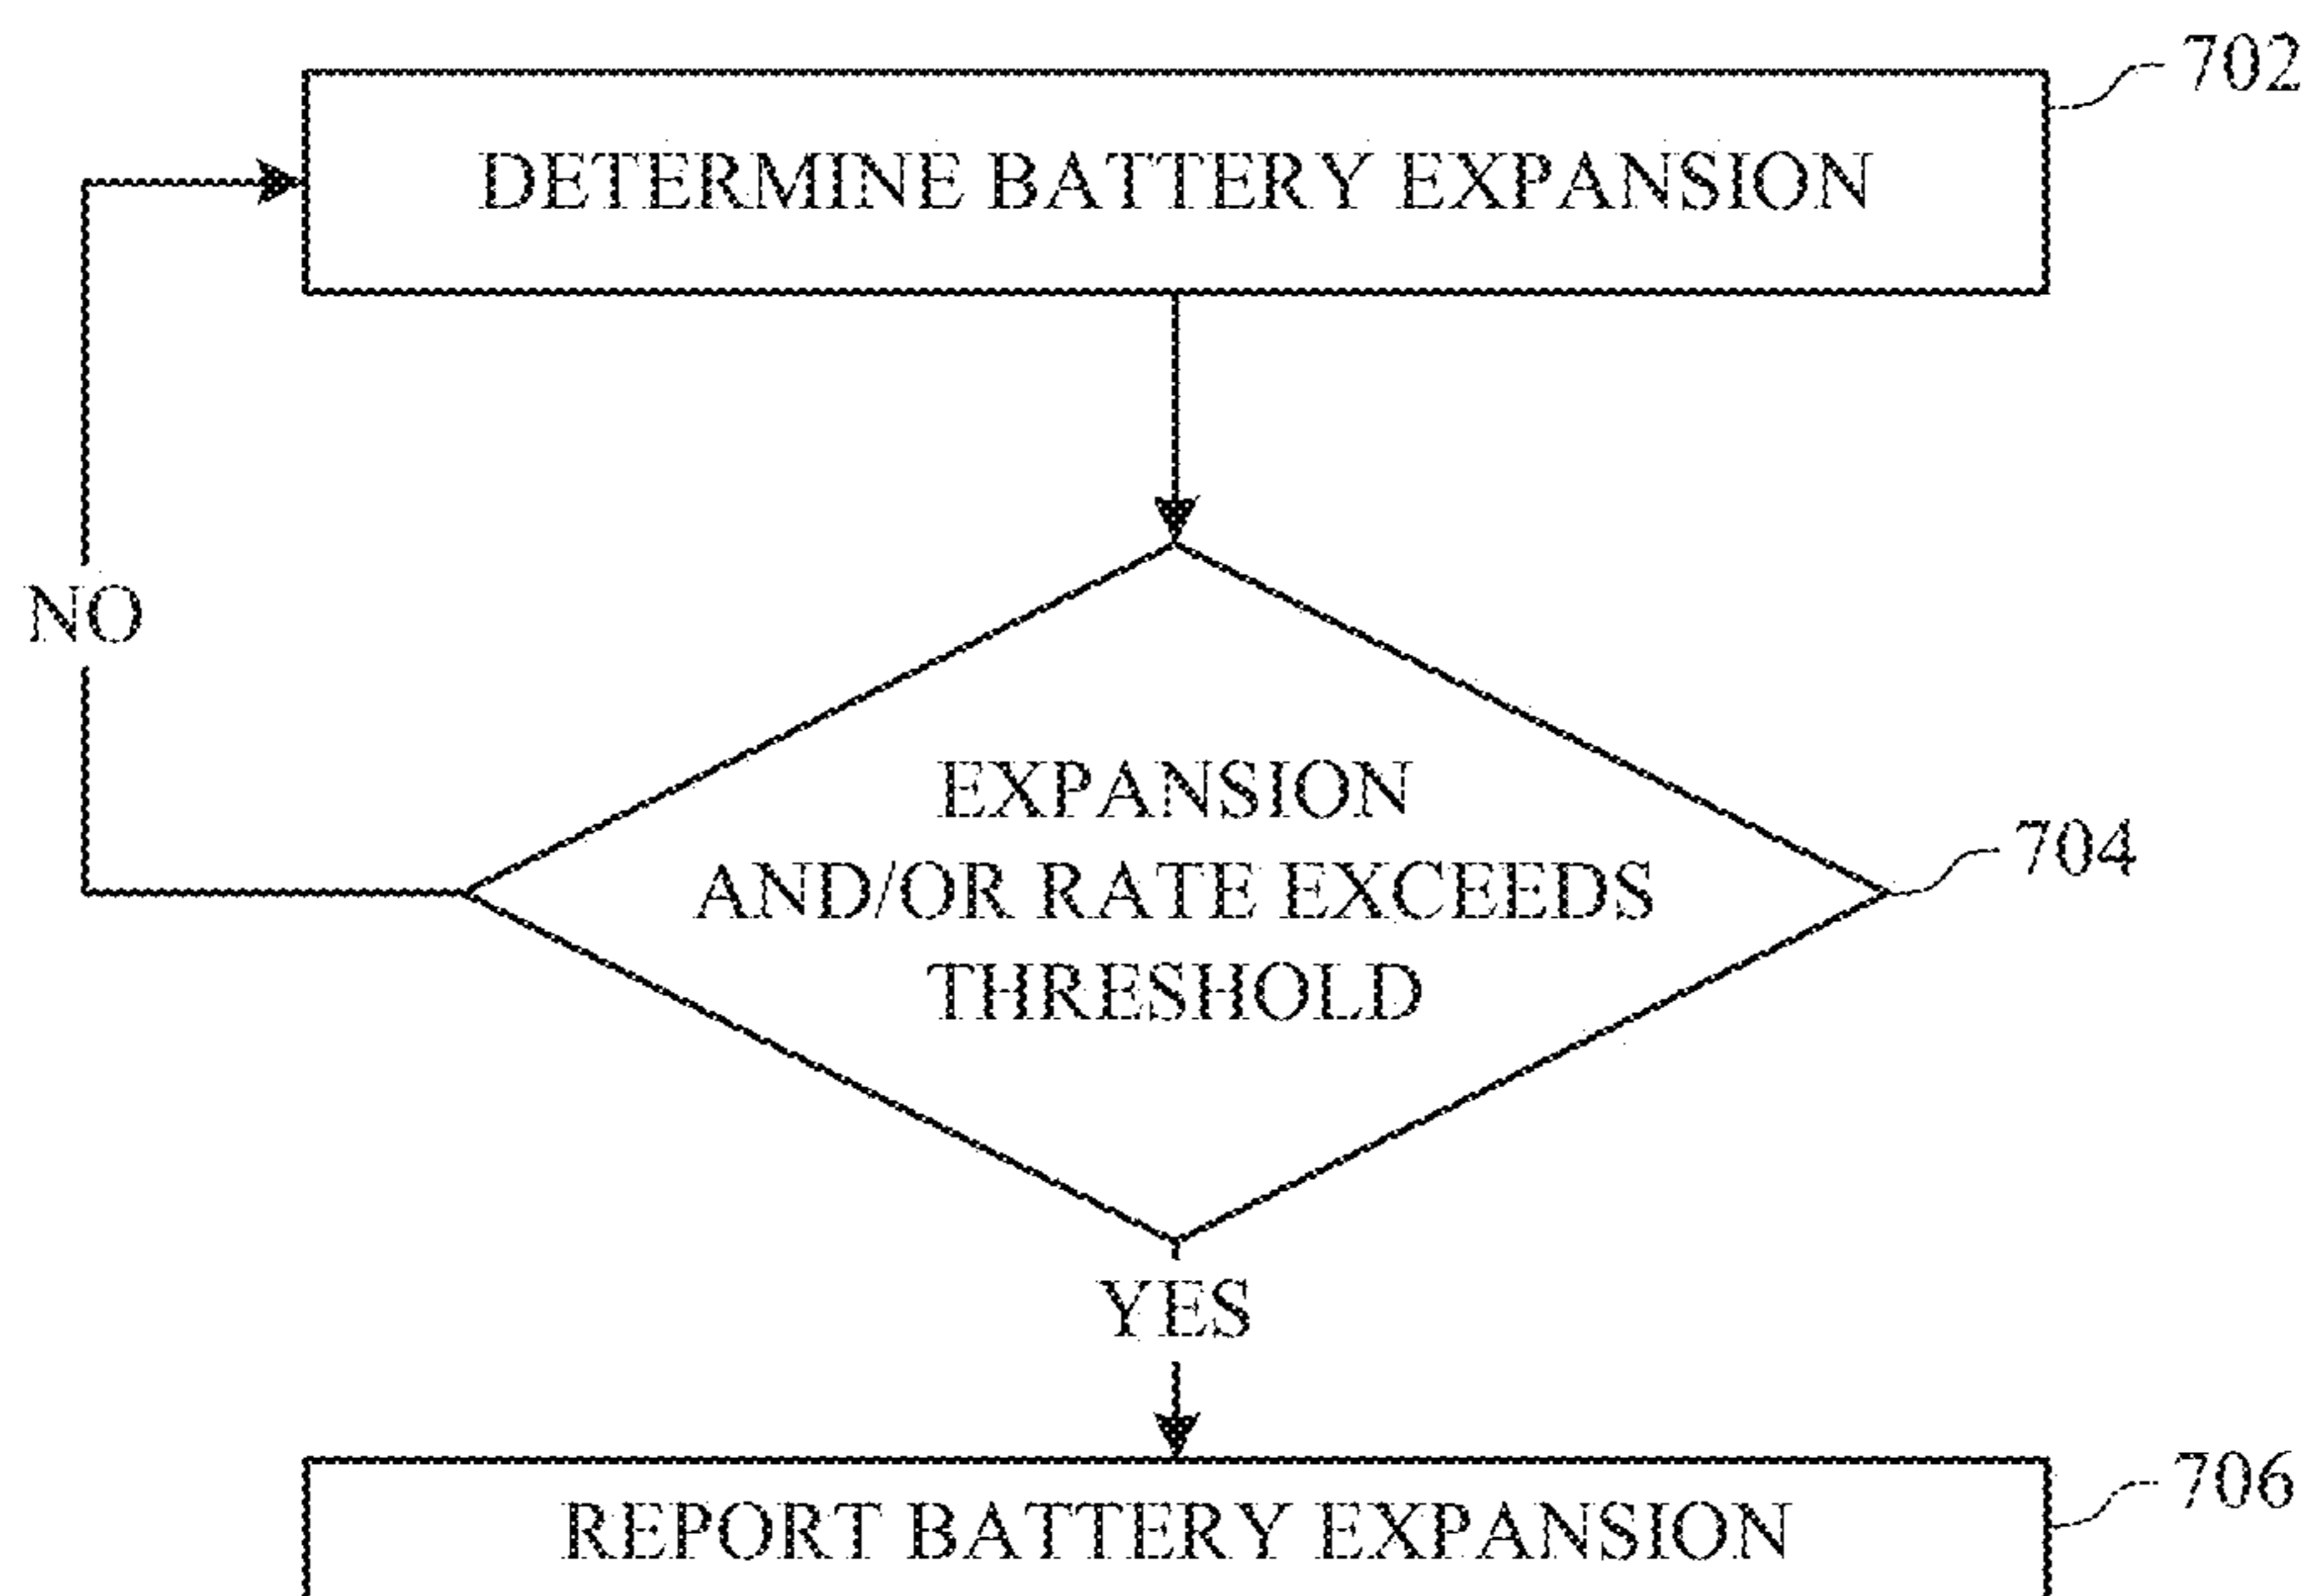 702
DETERMINE BATTERY EXPANSION
NO
EXPANSION
AND/OR RATE EXCEEDS
THRESHOLD
704
YES
706
REPORT BATTERY EXPANSION